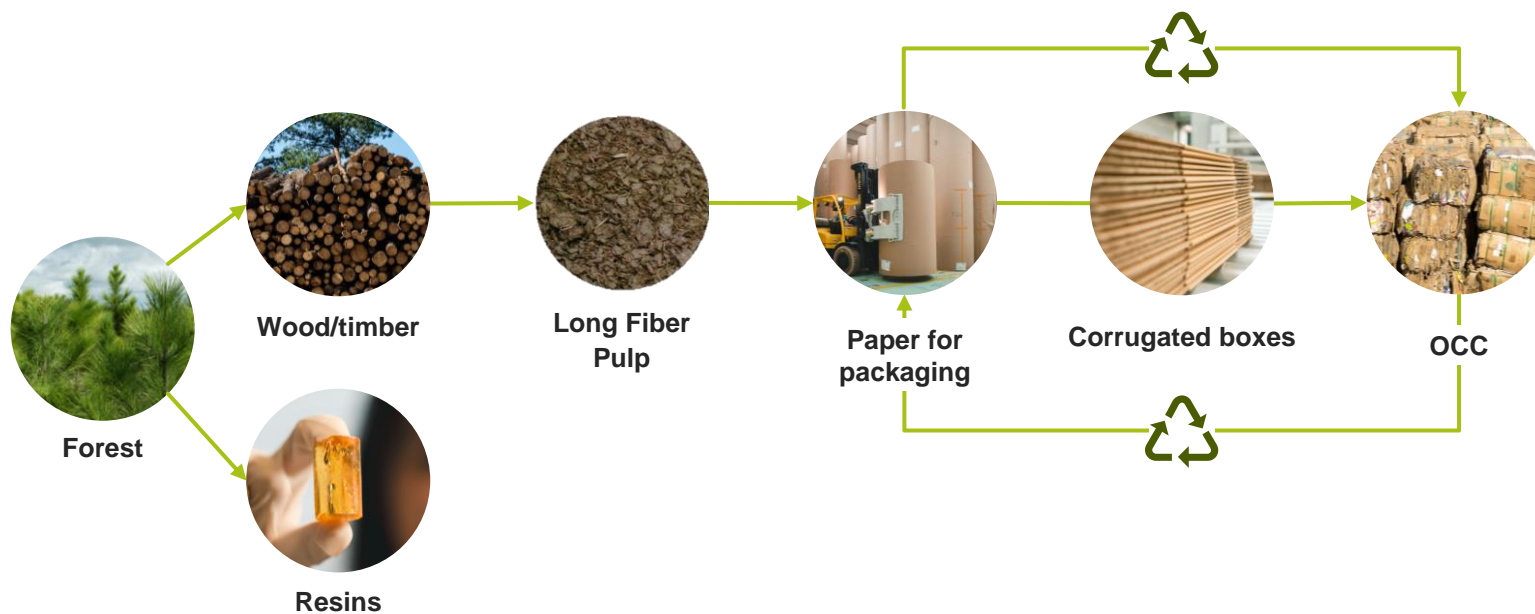 Forest
Wood/timber
Resins
Long Fiber
Pulp
Paper for
packaging
Corrugated boxes
OCC